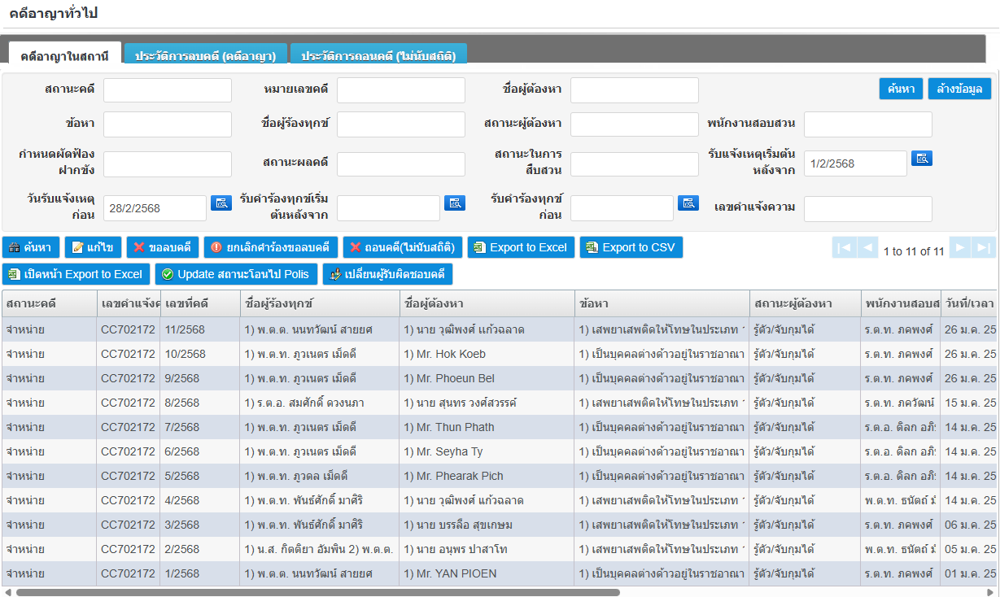 คดีอาญาทั่วไป
คดีอาญาในสถานี ประวัติการลบคดี (คดีอาญา) ประวัติการถอนคดี (ไม่นับสถิติ)
สถานะคดี หมายเลขคดี ชื่อผู้ต้องหา ค้นหา ล้างข้อมูล
ข้อหา ชื่อผู้ร้องทุกข์ สถานะผู้ต้องหา พนักงานสอบสวน
กำหนดผัดฟ้อง สถานะผลคดี สถานะในการ รับแจ้งเหตุเริ่มต้น
ฝากขัง สืบสวน หลังจาก 1/2/2568
วันรับแจ้งเหตุ รับคำร้องทุกข์เริ่ม รับคำร้องทุกข์ เลขคำแจ้งความ
ก่อน 28/2/2568 ต้นหลังจาก ก่อน
ค้นหา แก้ไข ขอลบคดี ยกเลิกคำร้องขอลบคดี ถอนคดี(ไม่นับสถิติ) Export to Excel Export to CSV 1 to 11 of 11
เปิดหน้า Export to Excel Update สถานะโอนไป Polis เปลี่ยนผู้รับผิดชอบคดี
สถานะคดี เลขคำแจ้งค เลขที่คดี ชื่อผู้ร้องทุกข์ ชื่อผู้ต้องหา ข้อหา สถานะผู้ต้องหา พนักงานสอบส วันที่/เวลา
จำหน่าย CC702172 11/2568 1) พ.ต.ต. นนทวัฒน์ สายยศ 1) นาย วุฒิพงศ์ แก้วฉลาด 1) เสพยาเสพติดให้โทษในประเภท รู้ตัว/จับกุมได้ ร.ต.ท. ภคพงศ์ 26 ม.ค. 25
จำหน่าย CC702172 10/2568 1) พ.ต.ท. ภูวเนตร เม็ดดี 1) Mr. Hok Koeb 1) เป็นบุคคลต่างด้าวอยู่ในราชอาณา รู้ตัว/จับกุมได้ ร.ต.ท. ภคพงศ์ 26 ม.ค. 25
จำหน่าย CC702172 9/2568 1) พ.ต.ท. ภูวเนตร เม็ดดี 1) Mr. Phoeun Bel 1) เป็นบุคคลต่างด้าวอยู่ในราชอาณา รู้ตัว/จับกุมได้ ร.ต.ท. ภคพงศ์ 26 ม.ค. 25
จำหน่าย CC702172 8/2568 1) ร.ต.อ. สมศักดิ์ ดวงนภา 1) นาย สุนทร วงศ์สวรรค์ 1) เสพยาเสพติดให้โทษในประเภท รู้ตัว/จับกุมได้ ร.ต.ท. ภควัฒน์ 15 ม.ค. 25
จำหน่าย CC702172 7/2568 1) พ.ต.ท. ภูวเนตร เม็ดดี 1) Mr. Thun Phath 1) เป็นบุคคลต่างด้าวอยู่ในราชอาณา รู้ตัว/จับกุมได้ ร.ต.อ. ดิลก อภิ 14 ม.ค. 25
จำหน่าย CC702172 6/2568 1) พ.ต.ท. ภูวเนตร เม็ดดี 1) Mr. Seyha Ty 1) เป็นบุคคลต่างด้าวอยู่ในราชอาณา รู้ตัว/จับกุมได้ ร.ต.อ. ดิลก อภิ 14 ม.ค. 25
จำหน่าย CC702172 5/2568 1) พ.ต.ท. ภูวดล เม็ดดี 1) Mr. Phearak Pich 1) เป็นบุคคลต่างด้าวอยู่ในราชอาณา รู้ตัว/จับกุมได้ ร.ต.อ. ดิลก อภิ 14 ม.ค. 25
จำหน่าย CC702172 4/2568 1) พ.ต.ท. พันธ์ศักดิ์ มาศิริ 1) นาย วุฒิพงศ์ แก้วฉลาด 1) เสพยาเสพติดให้โทษในประเภท รู้ตัว/จับกุมได้ พ.ต.ท. ธนัตถ์ 14 ม.ค. 25
จำหน่าย CC702172 3/2568 1) พ.ต.ท. พันธ์ศักดิ์ มาศิริ 1) นาย บรรลือ สุขเกษม 1) เสพยาเสพติดให้โทษในประเภท รู้ตัว/จับกุมได้ ร.ต.ท. ภคพงศ์ 06 ม.ค. 25
จำหน่าย CC702172 2/2568 1) น.ส. กิตติยา อัมพิน 2) พ.ต.ต. 1) นาย อนุพร ปาสาโท 1) เสพยาเสพติดให้โทษในประเภท รู้ตัว/จับกุมได้ พ.ต.ท. ธนัตถ์ 05 ม.ค. 25
จำหน่าย CC702172 1/2568 1) พ.ต.ต. นนทวัฒน์ สายยศ 1) Mr. YAN PIOEN 1) เป็นบุคคลต่างด้าวอยู่ในราชอาณา รู้ตัว/จับกุมได้ ร.ต.ท. ภคพงศ์ 01 ม.ค. 25